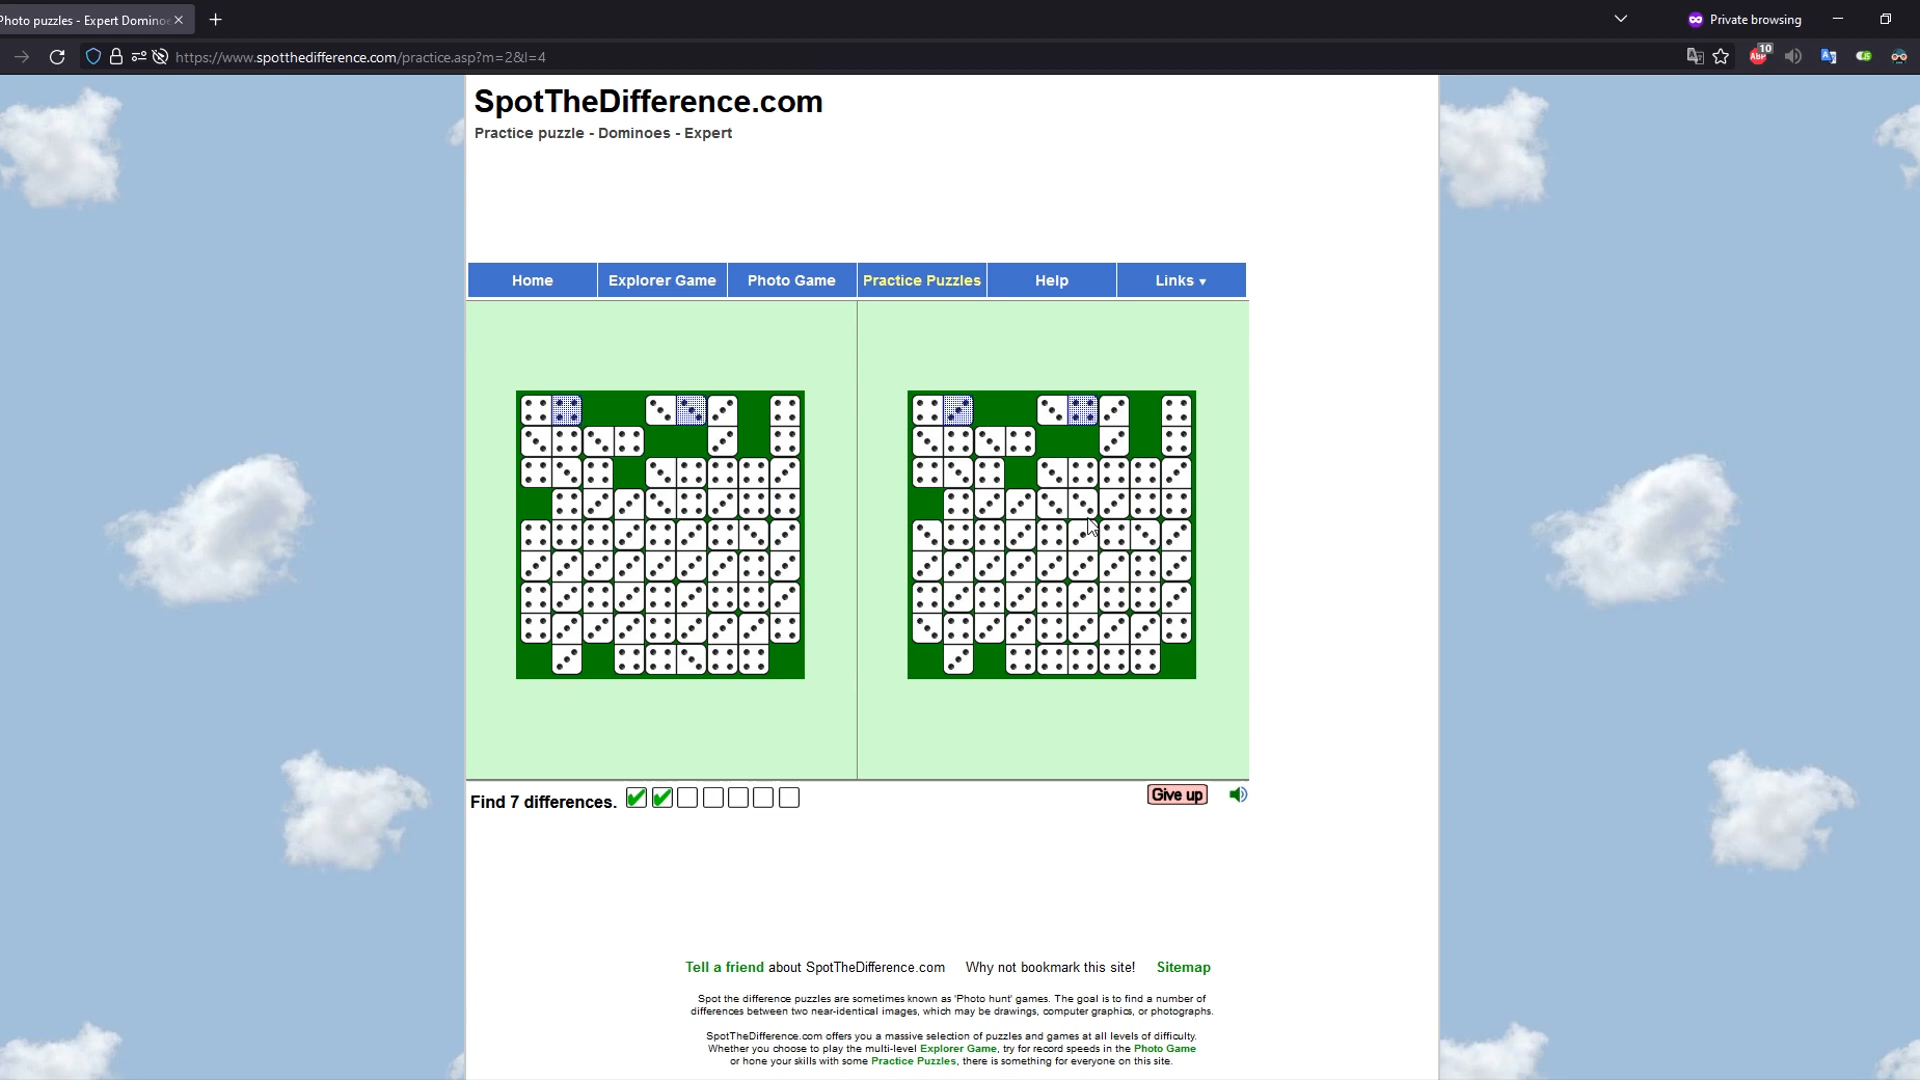 Photo puzzles - Expert Domino
Private browsing
https://www.spotthedifference.com/practice.asp?m=2&l=4
10
ABP
SpotTheDifference.com
Practice puzzle - Dominoes - Expert
Home
Explorer Game
Photo Game
Practice Puzzles
Help
Links ▾
Find 7 differences.
Give up
Tell a friend about SpotTheDifference.com Why not bookmark this site! Sitemap
Spot the difference puzzles are sometimes known as 'Photo hunt' games. The goal is to find a number of
differences between two near-identical images, which may be drawings, computer graphics, or photographs.
SpotTheDifference.com offers you a massive selection of puzzles and games at all levels of difficulty.
Whether you choose to play the multi-level Explorer Game, try for record speeds in the Photo Game
or hone your skills with some Practice Puzzles, there is something for everyone on this site.